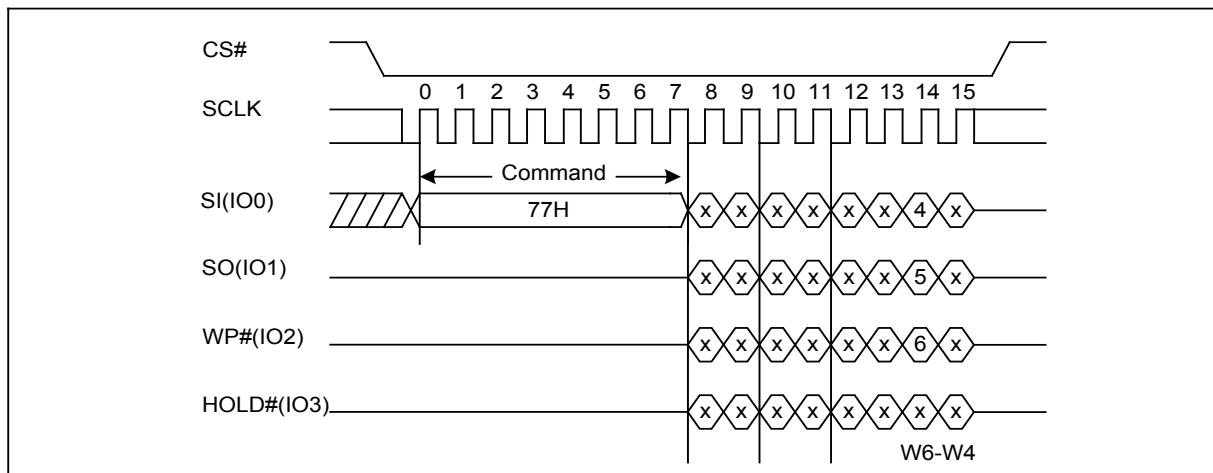 CS#
0 1 2 3 4 5 6 7 8 9 10 11 12 13 14 15
SCLK
Command
SI(IO0) 77H x x x x x x 4 x
SO(IO1) x x x x x x 5 x
WP#(IO2) x x x x x x 6 x
HOLD#(IO3) x x x x x x x x
W6-W4